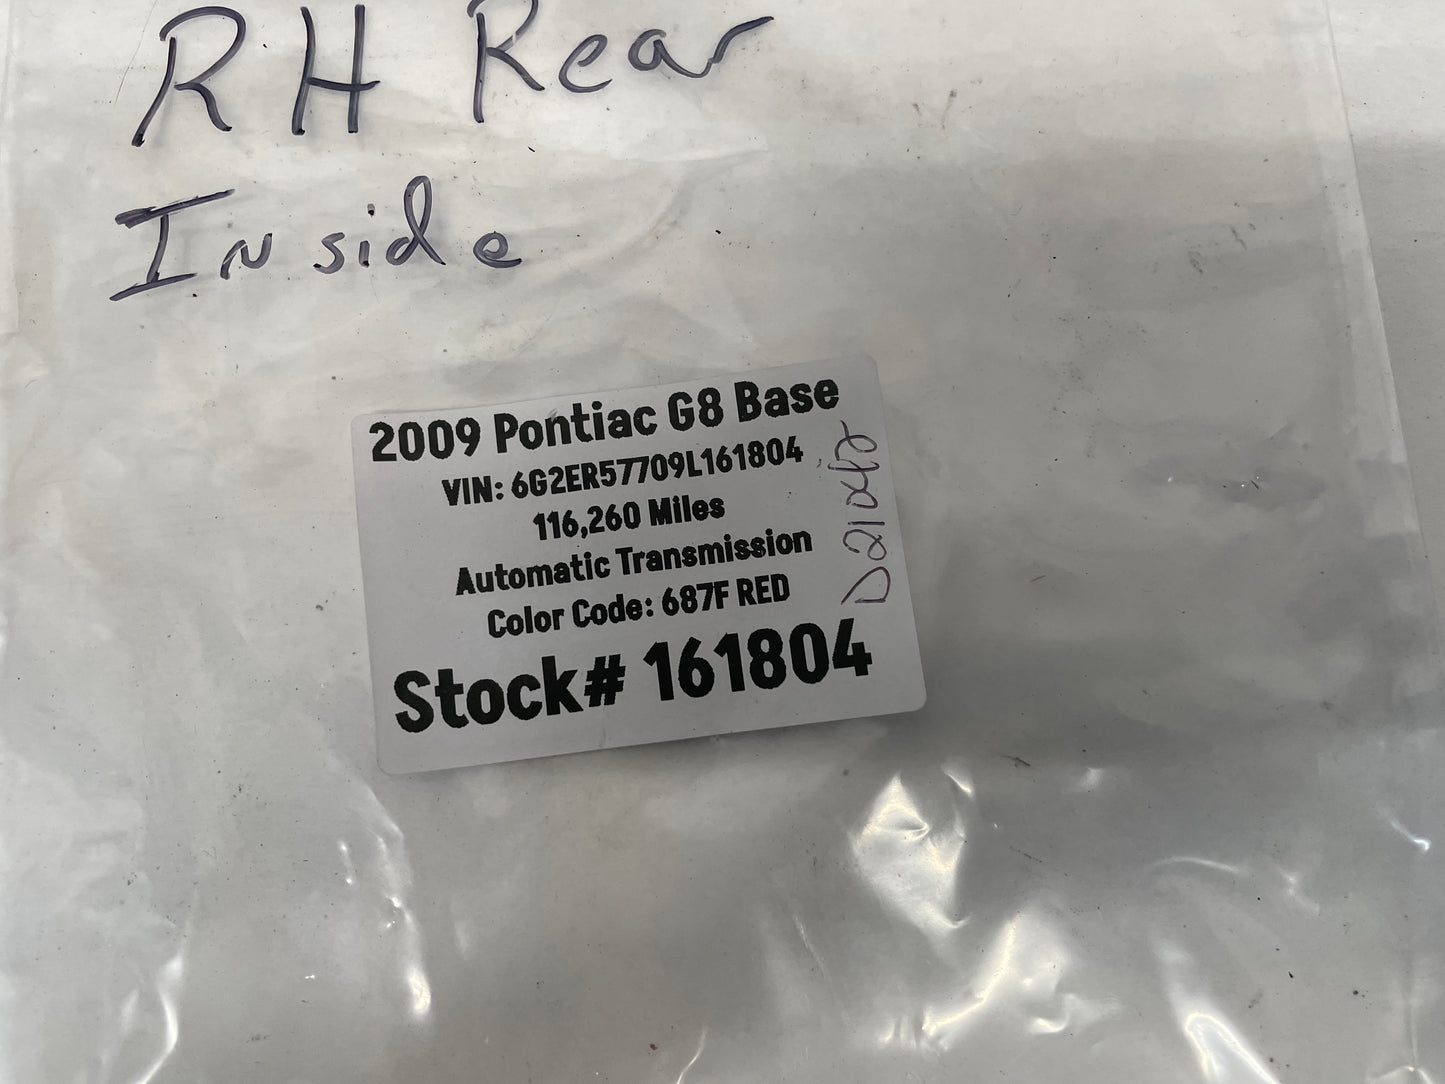 RH Rear
Inside
2009 Pontiac G8 Base
VIN: 6G2ER57709L161804
116,260 Miles
Automatic Transmission
Color Code: 687F RED
Stock# 161804